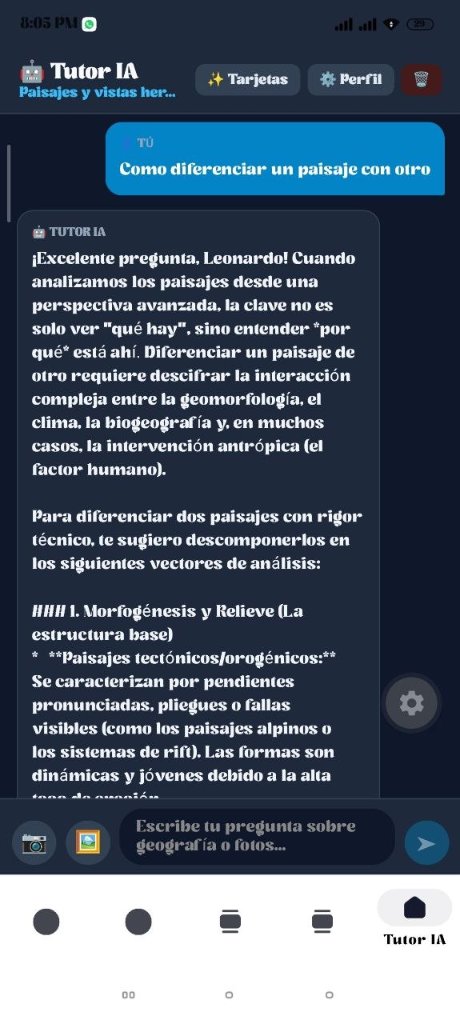 8:05 PM
29
🤖 Tutor IA
Paisajes y vistas her...
✨ Tarjetas
⚙️ Perfil
TÚ
Como diferenciar un paisaje con otro
🤖 TUTOR IA
¡Excelente pregunta, Leonardo! Cuando
analizamos los paisajes desde una
perspectiva avanzada, la clave no es
solo ver "qué hay", sino entender *por
qué* está ahí. Diferenciar un paisaje de
otro requiere descifrar la interacción
compleja entre la geomorfología, el
clima, la biogeografía y, en muchos
casos, la intervención antrópica (el
factor humano).
Para diferenciar dos paisajes con rigor
técnico, te sugiero descomponerlos en
los siguientes vectores de análisis:
### 1. Morfogénesis y Relieve (La
estructura base)
* **Paisajes tectónicos/orogénicos:**
Se caracterizan por pendientes
pronunciadas, pliegues o fallas
visibles (como los paisajes alpinos o
los sistemas de rift). Las formas son
dinámicas y jóvenes debido a la alta
tasa de erosión
Escribe tu pregunta sobre
geografía o fotos...
Tutor IA